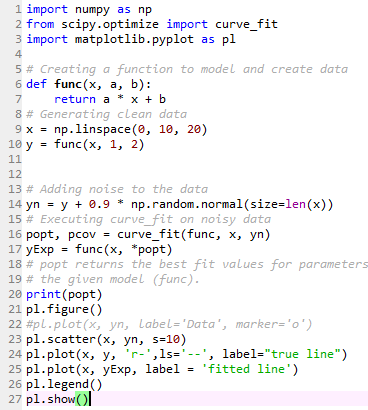 1 import numpy as np
2 from scipy.optimize import curve_fit
3 import matplotlib.pyplot as pl
4
5 # Creating a function to model and create data
6 def func(x, a, b):
7     return a * x + b
8 # Generating clean data
9 x = np.linspace(0, 10, 20)
10 y = func(x, 1, 2)
11
12
13 # Adding noise to the data
14 yn = y + 0.9 * np.random.normal(size=len(x))
15 # Executing curve_fit on noisy data
16 popt, pcov = curve_fit(func, x, yn)
17 yExp = func(x, *popt)
18 # popt returns the best fit values for parameters
19 # the given model (func).
20 print(popt)
21 pl.figure()
22 #pl.plot(x, yn, label='Data', marker='o')
23 pl.scatter(x, yn, s=10)
24 pl.plot(x, y, 'r-',ls='--', label="true line")
25 pl.plot(x, yExp, label = 'fitted line')
26 pl.legend()
27 pl.show()